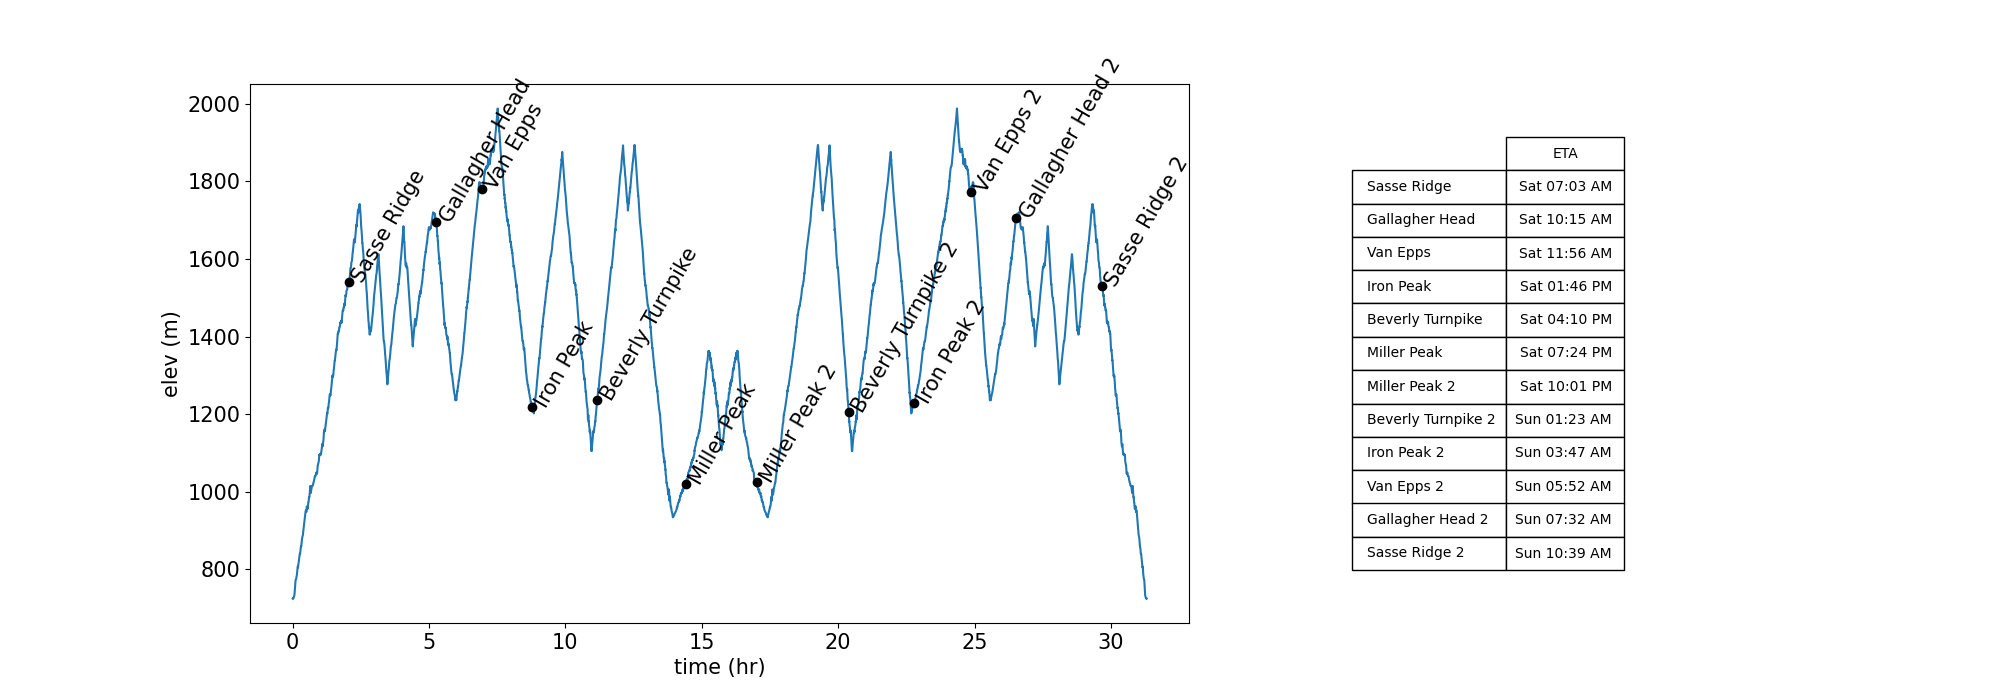 elev (m)
2000
1800
1600
1400
1200
1000
800
0 5 10 15 20 25 30
time (hr)
Sasse Ridge
Gallagher Head
Van Epps
Iron Peak
Beverly Turnpike
Miller Peak
Miller Peak 2
Beverly Turnpike 2
Iron Peak 2
Van Epps 2
Gallagher Head 2
Sasse Ridge 2
ETA
Sasse Ridge Sat 07:03 AM
Gallagher Head Sat 10:15 AM
Van Epps Sat 11:56 AM
Iron Peak Sat 01:46 PM
Beverly Turnpike Sat 04:10 PM
Miller Peak Sat 07:24 PM
Miller Peak 2 Sat 10:01 PM
Beverly Turnpike 2 Sun 01:23 AM
Iron Peak 2 Sun 03:47 AM
Van Epps 2 Sun 05:52 AM
Gallagher Head 2 Sun 07:32 AM
Sasse Ridge 2 Sun 10:39 AM